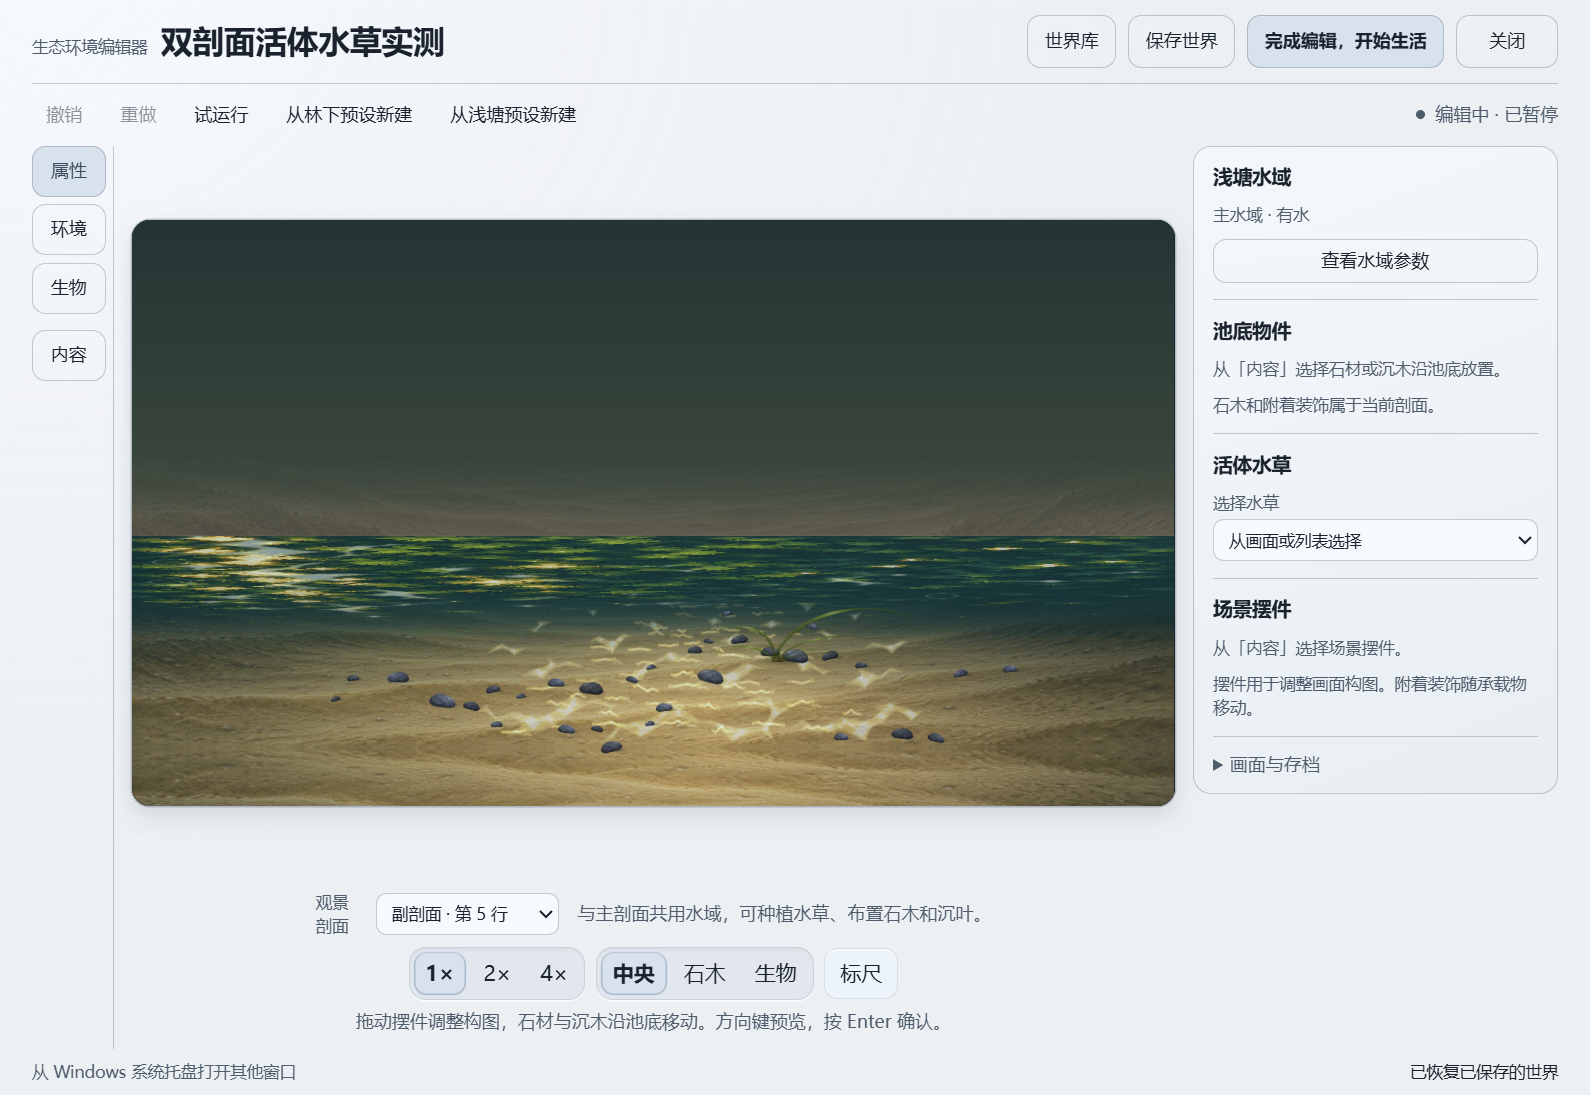 生态环境编辑器 双剖面活体水草实测 世界库 保存世界 完成编辑，开始生活 关闭
撤销 重做 试运行 从林下预设新建 从浅塘预设新建 编辑中 · 已暂停
属性
环境
生物
内容
浅塘水域
主水域 · 有水
查看水域参数
池底物件
从「内容」选择石材或沉木沿池底放置。
石木和附着装饰属于当前剖面。
活体水草
选择水草
从画面或列表选择
场景摆件
从「内容」选择场景摆件。
摆件用于调整画面构图。附着装饰随承载物
移动。
画面与存档
观景
剖面
副剖面 · 第 5 行 与主剖面共用水域，可种植水草、布置石木和沉叶。
1× 2× 4× 中央 石木 生物 标尺
拖动摆件调整构图，石材与沉木沿池底移动。方向键预览，按 Enter 确认。
从 Windows 系统托盘打开其他窗口 已恢复已保存的世界